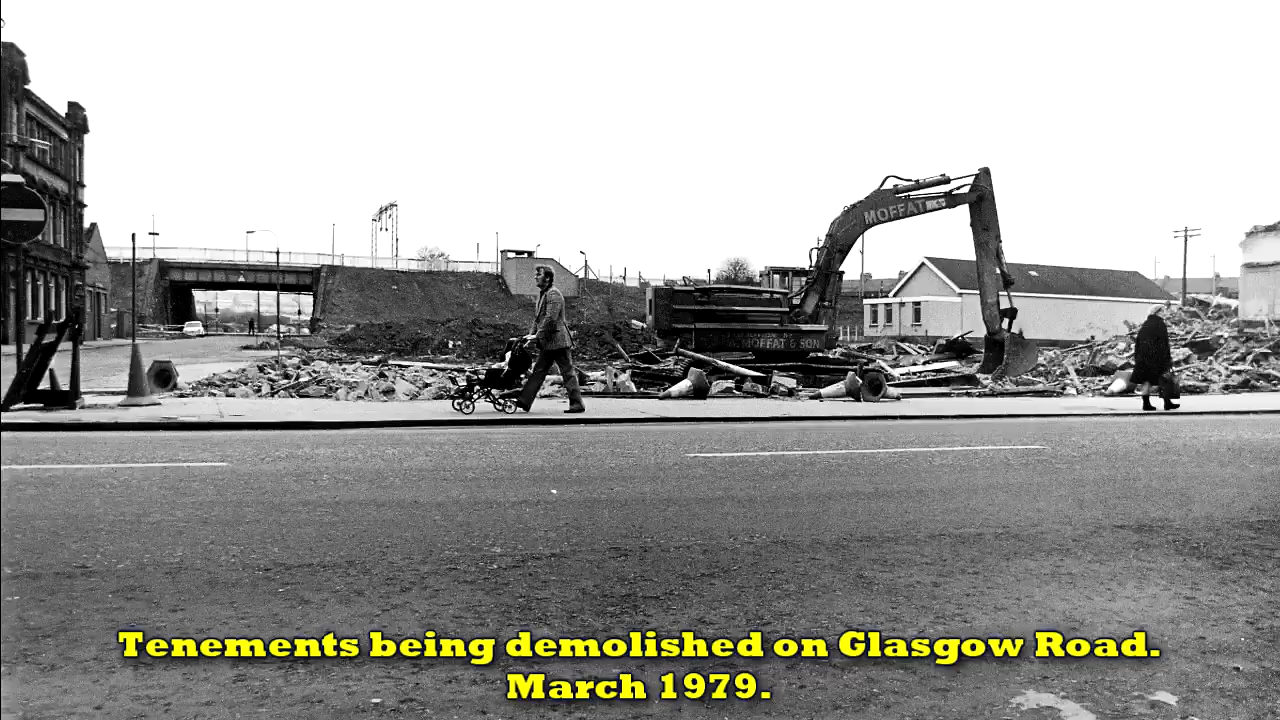 MOFFAT
MOFFAT & SON
Tenements being demolished on Glasgow Road.
March 1979.